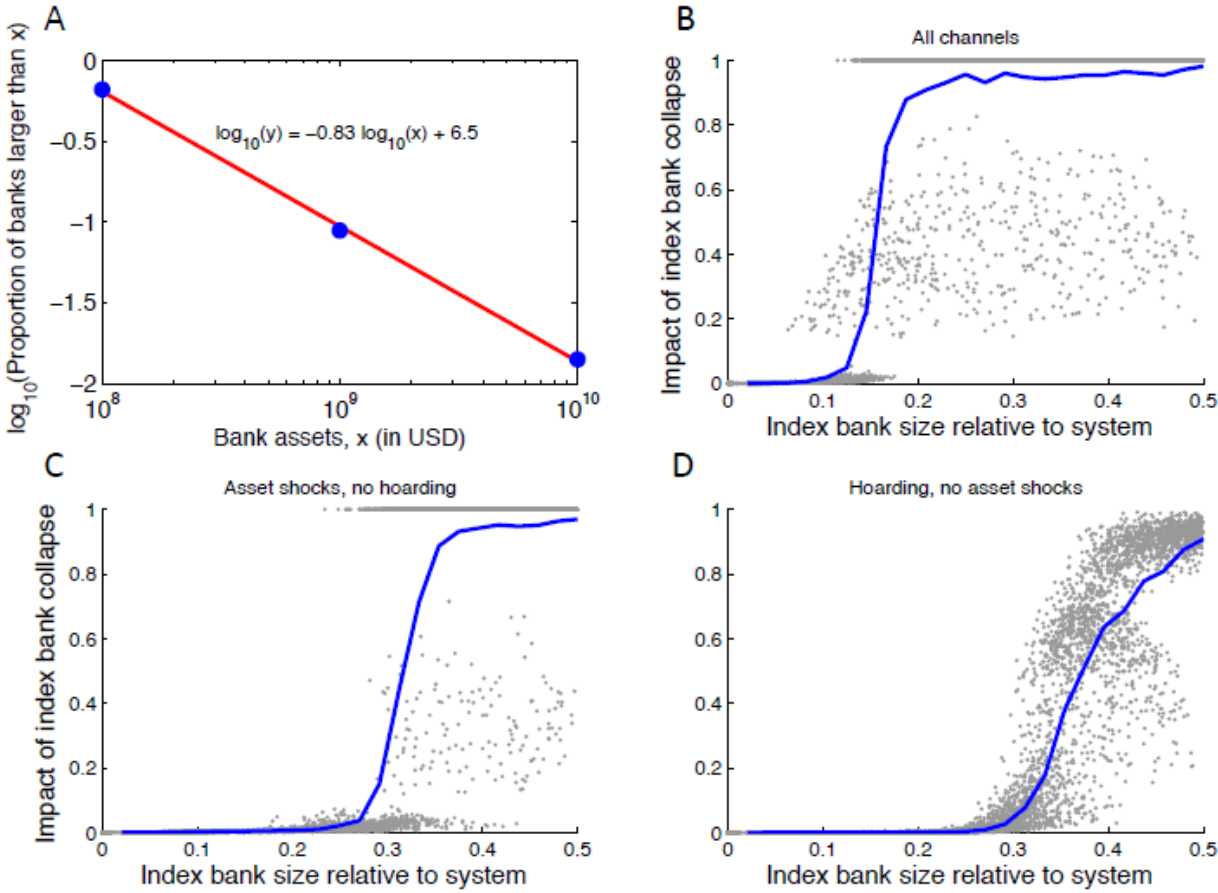 A
log10(Proportion of banks larger than x)
0
−0.5
−1
−1.5
−2
log10(y) = −0.83 log10(x) + 6.5
10^8
10^9
10^10
Bank assets, x (in USD)
B
All channels
Impact of index bank collapse
1
0.8
0.6
0.4
0.2
0
0
0.1
0.2
0.3
0.4
0.5
Index bank size relative to system
C
Asset shocks, no hoarding
Impact of index bank collapse
1
0.8
0.6
0.4
0.2
0
0
0.1
0.2
0.3
0.4
0.5
Index bank size relative to system
D
Hoarding, no asset shocks
1
0.8
0.6
0.4
0.2
0
0
0.1
0.2
0.3
0.4
0.5
Index bank size relative to system